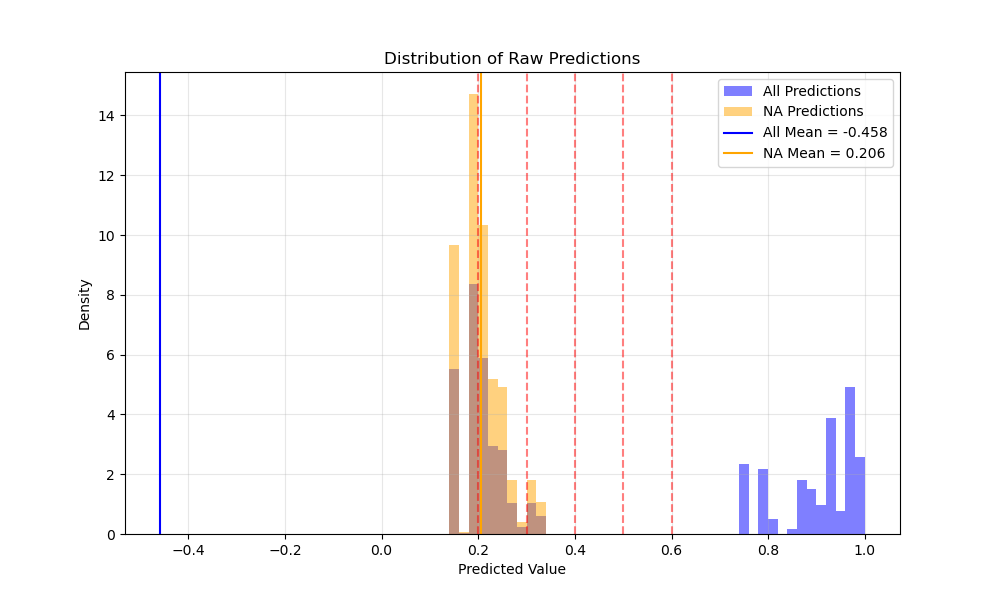 Distribution of Raw Predictions
All Predictions
NA Predictions
All Mean = -0.458
NA Mean = 0.206
Density
14
12
10
8
6
4
2
0
−0.4 −0.2 0.0 0.2 0.4 0.6 0.8 1.0
Predicted Value